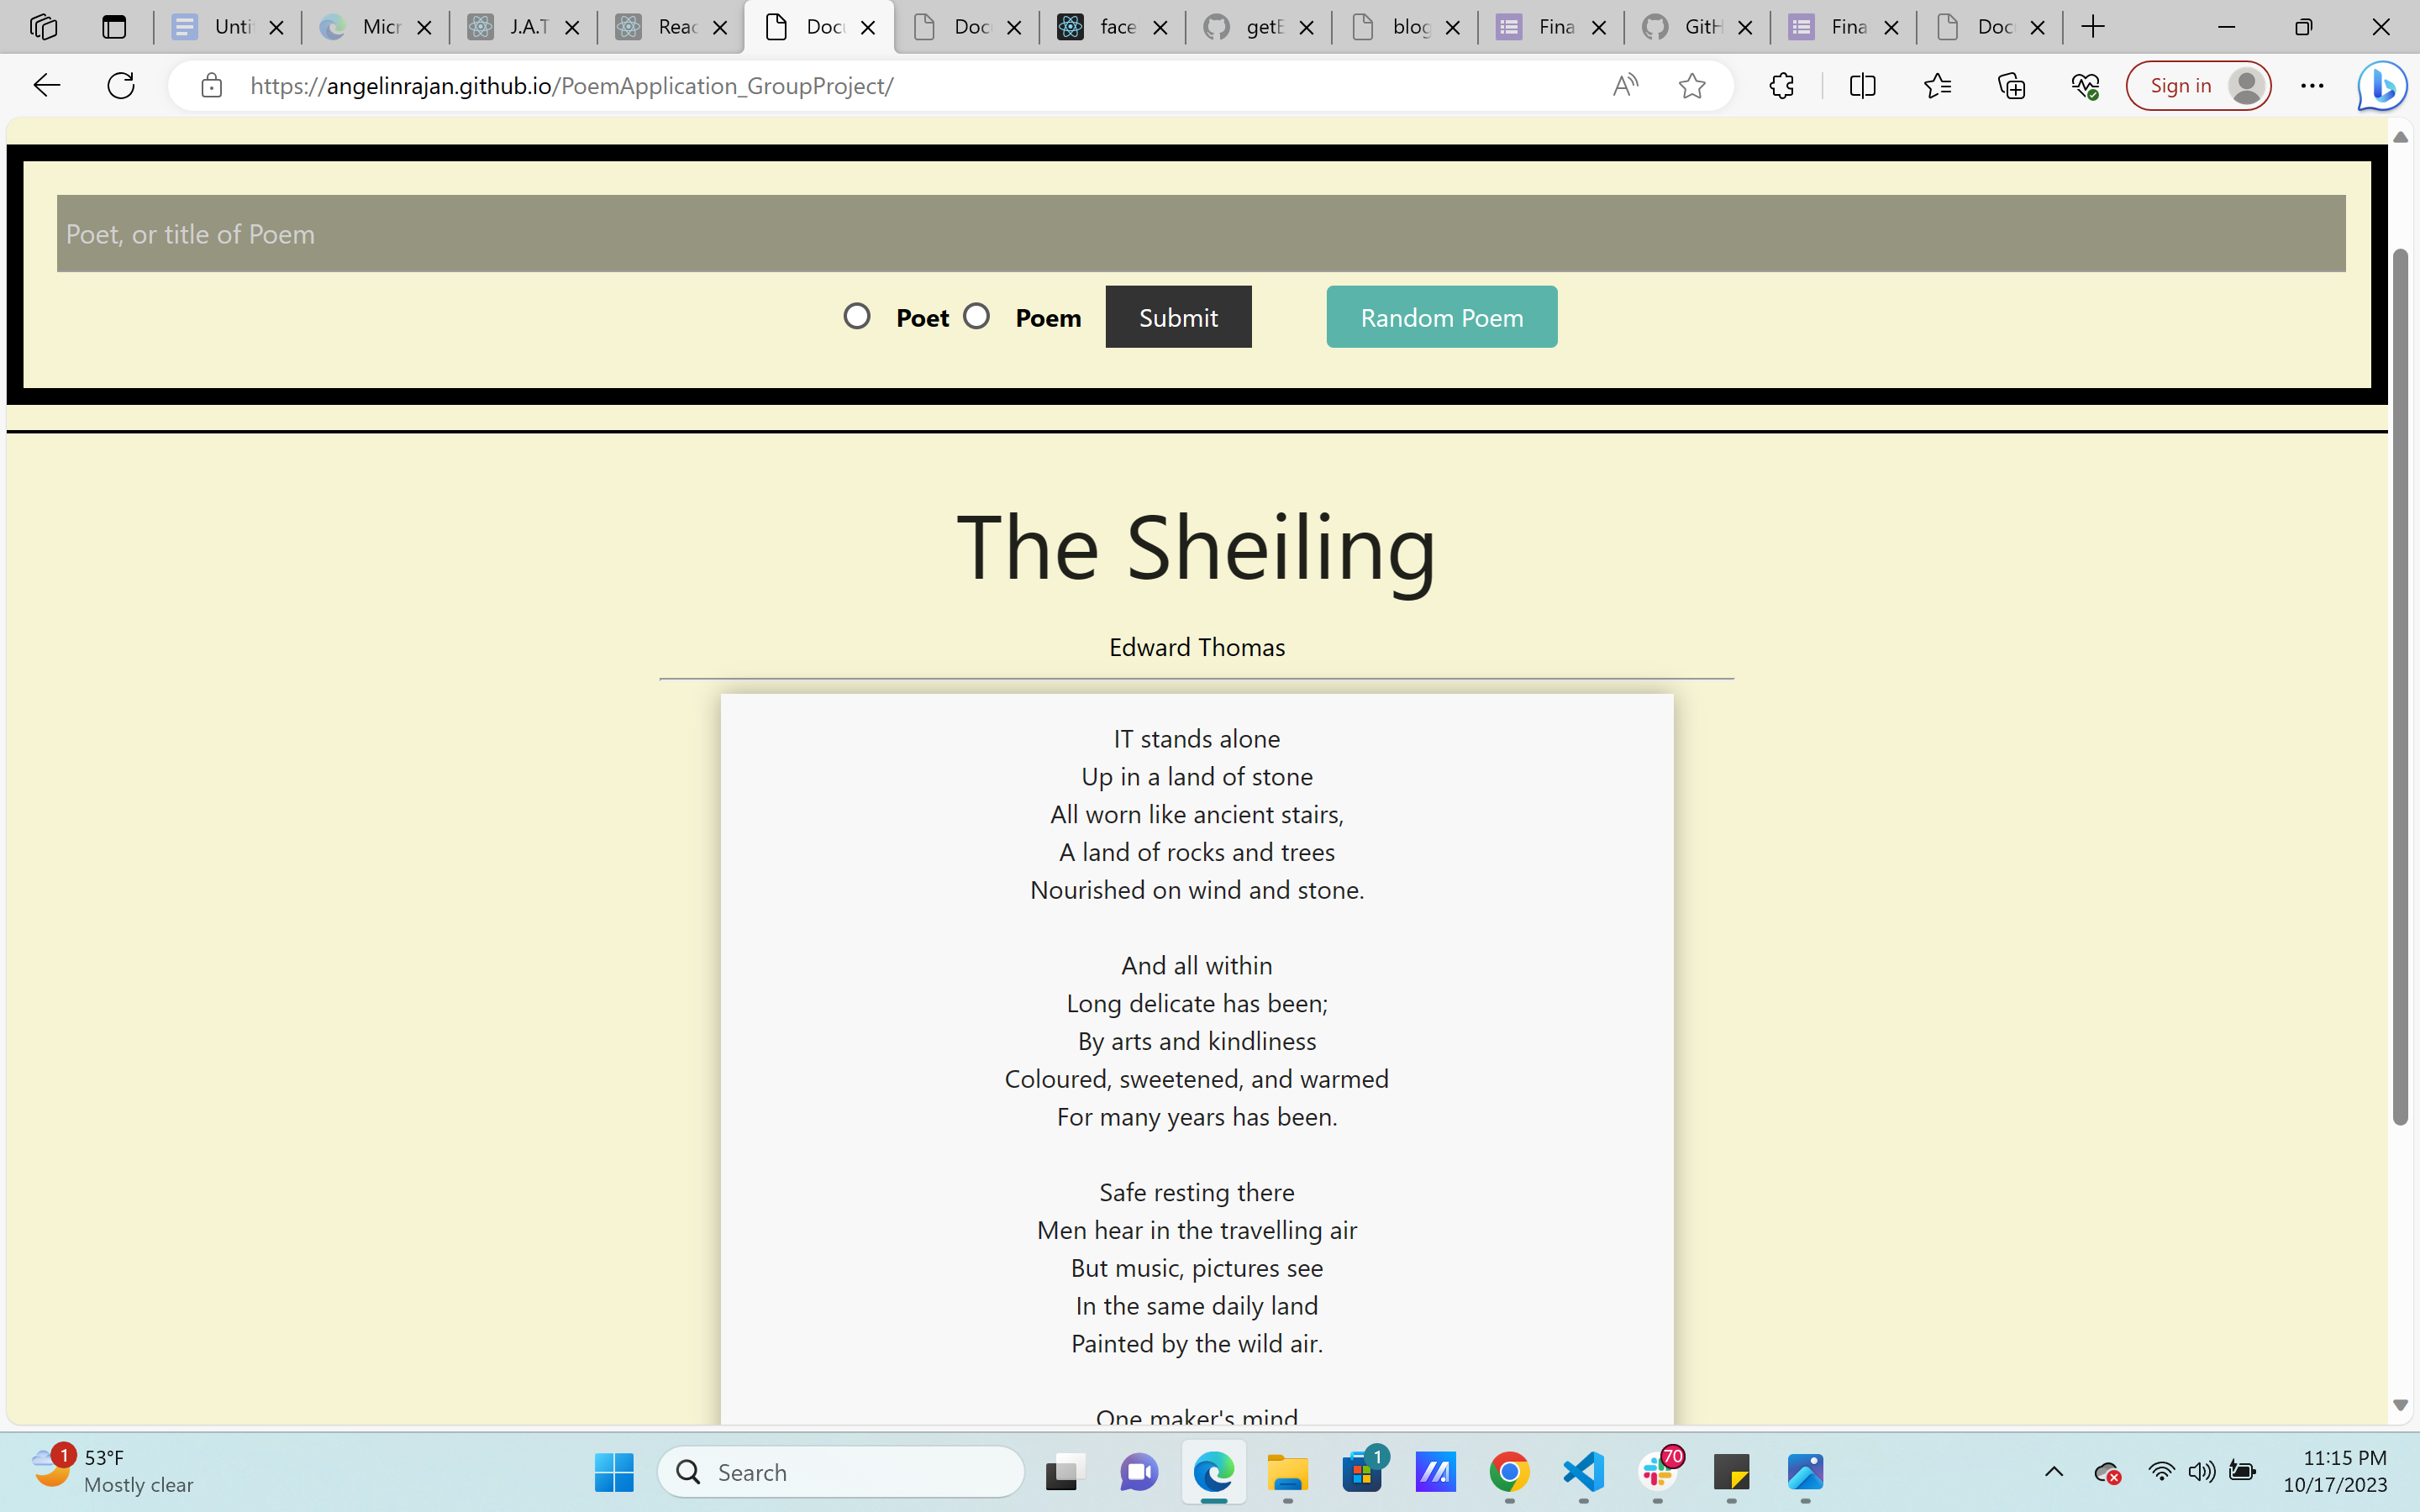 Unti
Micr
J.A.T
Reac
Docu
Doc
face
getE
blog
Fina
GitH
Fina
Doc
https://angelinrajan.github.io/PoemApplication_GroupProject/
Sign in
Poet, or title of Poem
Poet
Poem
Submit
Random Poem
The Sheiling
Edward Thomas
IT stands alone
Up in a land of stone
All worn like ancient stairs,
A land of rocks and trees
Nourished on wind and stone.
And all within
Long delicate has been;
By arts and kindliness
Coloured, sweetened, and warmed
For many years has been.
Safe resting there
Men hear in the travelling air
But music, pictures see
In the same daily land
Painted by the wild air.
One maker's mind
1
53°F
Mostly clear
Search
1
70
11:15 PM
10/17/2023